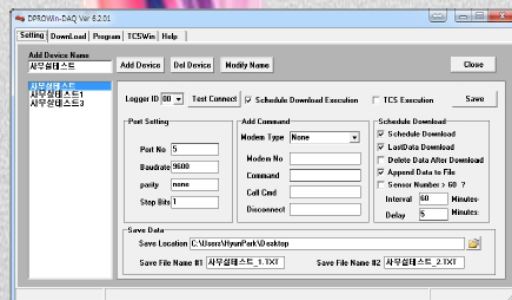 DPROWin-DAQ Ver 6.2.01
Setting DownLoad Program TCSWin Help
Add Device Name
사무실테스트
Add Device Del Device Modify Name Close
사무실테스트
사무실테스트1
사무실테스트3
Logger ID 00 Test Connect Schedule Download Execution TCS Execution Save
Port Setting
Port No 5
Baudrate 9600
parity none
Stop Bits 1
Add Command
Modem Type None
Modem No
Command
Call Cmd
Disconnect
Schedule Download
Schedule Download
LastData Download
Delete Data After Download
Append Data to File
Sensor Number > 60 ?
Interval 60 Minutes
Delay 5 Minutes
Save Data
Save Location C:\Users\HyunPark\Desktop
Save File Name #1 사무실테스트_1.TXT Save File Name #2 사무실테스트_2.TXT